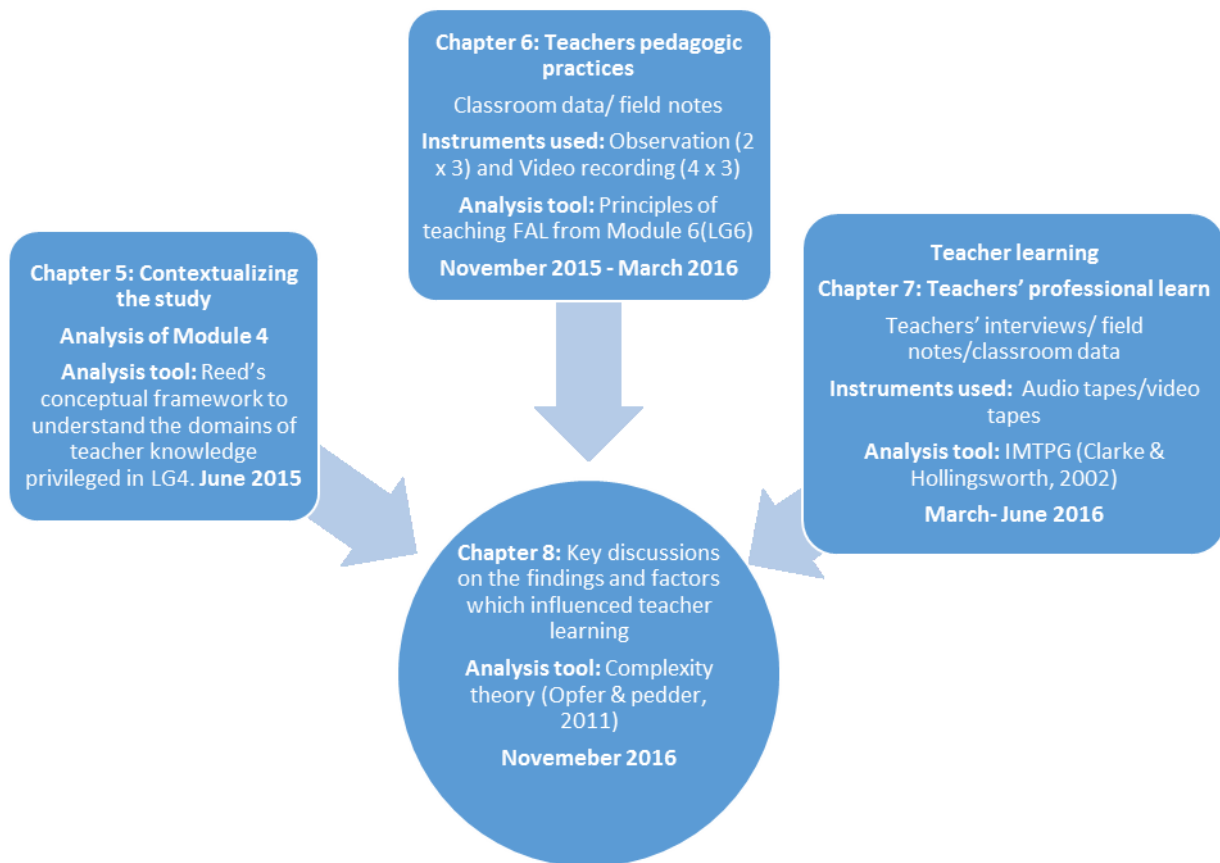 Chapter 5: Contextualizing
the study
Analysis of Module 4
Analysis tool: Reed's
conceptual framework to
understand the domains of
teacher knowledge
privileged in LG4. June 2015
Chapter 6: Teachers pedagogic
practices
Classroom data/ field notes
Instruments used: Observation (2
x 3) and Video recording (4 x 3)
Analysis tool: Principles of
teaching FAL from Module 6(LG6)
November 2015 - March 2016
Teacher learning
Chapter 7: Teachers' professional learn
Teachers' interviews/ field
notes/classroom data
Instruments used: Audio tapes/video
tapes
Analysis tool: IMTPG (Clarke &
Hollingsworth, 2002)
March- June 2016
Chapter 8: Key discussions
on the findings and factors
which influenced teacher
learning
Analysis tool: Complexity
theory (Opfer & pedder,
2011)
Novemeber 2016